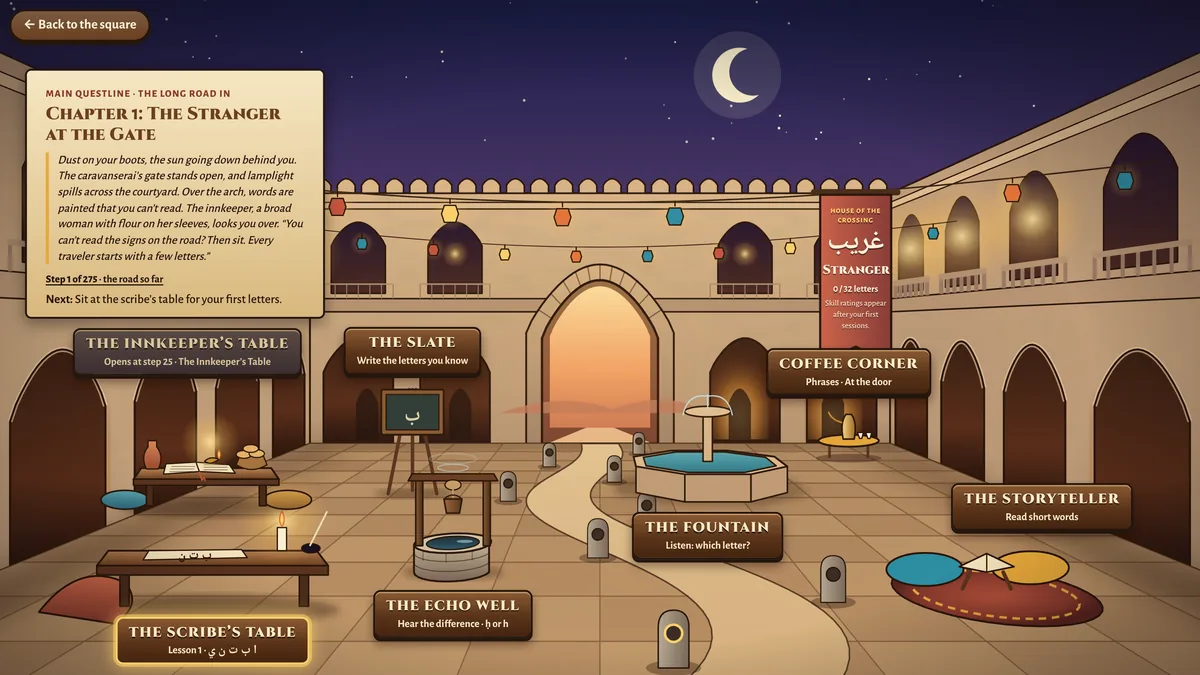 ← Back to the square
MAIN QUESTLINE · THE LONG ROAD IN
Chapter 1: The Stranger
at the Gate
Dust on your boots, the sun going down behind you.
The caravanserai's gate stands open, and lamplight
spills across the courtyard. Over the arch, words are
painted that you can't read. The innkeeper, a broad
woman with flour on her sleeves, looks you over. “You
can't read the signs on the road? Then sit. Every
traveler starts with a few letters.”
Step 1 of 275 · the road so far
Next: Sit at the scribe's table for your first letters.
HOUSE OF THE
CROSSING
غريب
Stranger
0/32 letters
Skill ratings appear
after your first
sessions.
The Innkeeper's Table
Opens at step 25 · The Innkeeper's Table
The Slate
Write the letters you know
ب
Coffee Corner
Phrases · At the door
The Storyteller
Read short words
The Fountain
Listen: which letter?
ب ت ن
The Echo Well
Hear the difference · ḥ or h
The Scribe's Table
Lesson 1 · ا ب ت ن ي